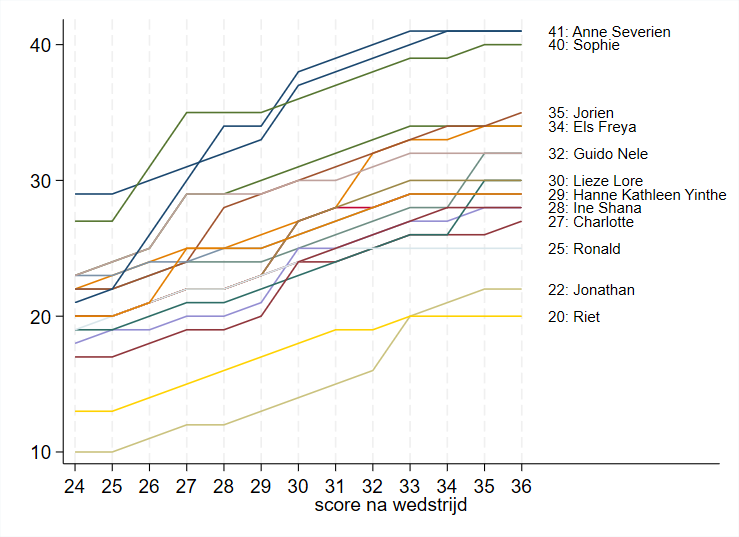 41: Anne Severien
40: Sophie
35: Jorien
34: Els Freya
32: Guido Nele
30: Lieze Lore
29: Hanne Kathleen Yinthe
28: Ine Shana
27: Charlotte
25: Ronald
22: Jonathan
20: Riet
40
30
20
10
24 25 26 27 28 29 30 31 32 33 34 35 36
score na wedstrijd